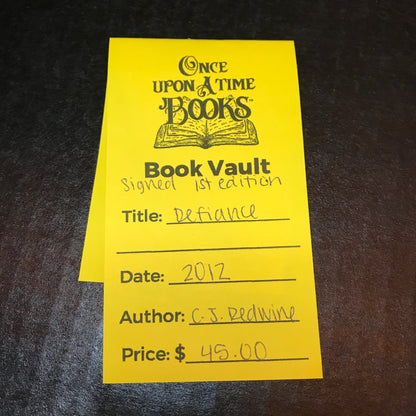 Once
Upon A Time
Books
Book Vault
Signed 1st edition
Title: Defiance
Date: 2012
Author: C.J. Redwine
Price: $ 45.00